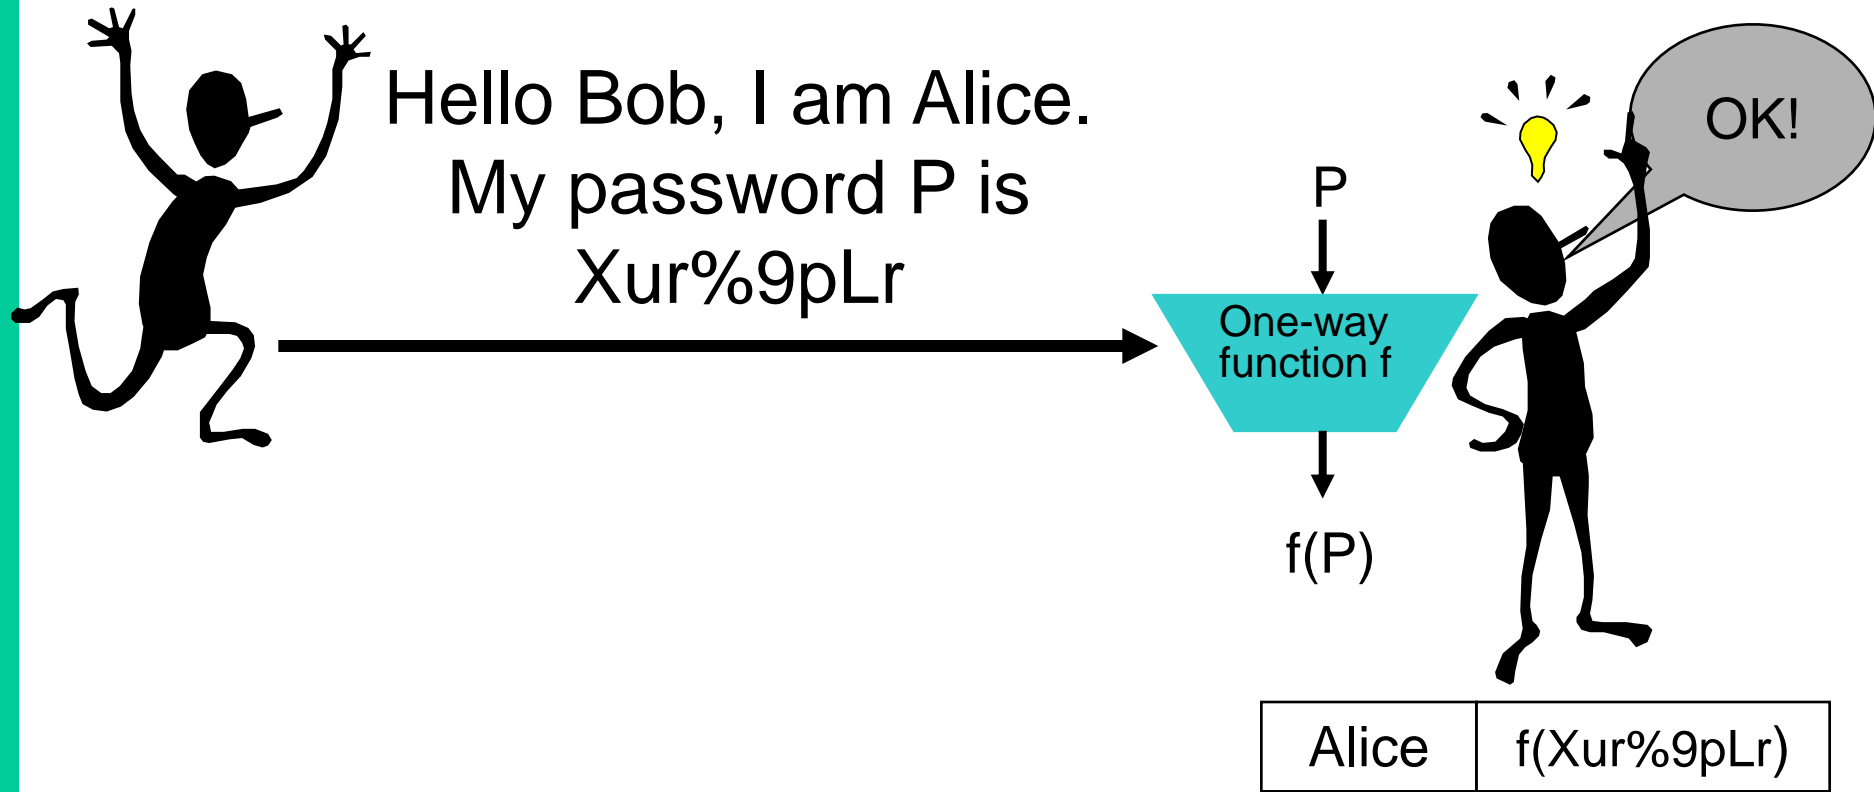 Hello Bob, I am Alice.
My password P is
Xur%9pLr
OK!
P
One-way
function f
f(P)
Alice f(Xur%9pLr)